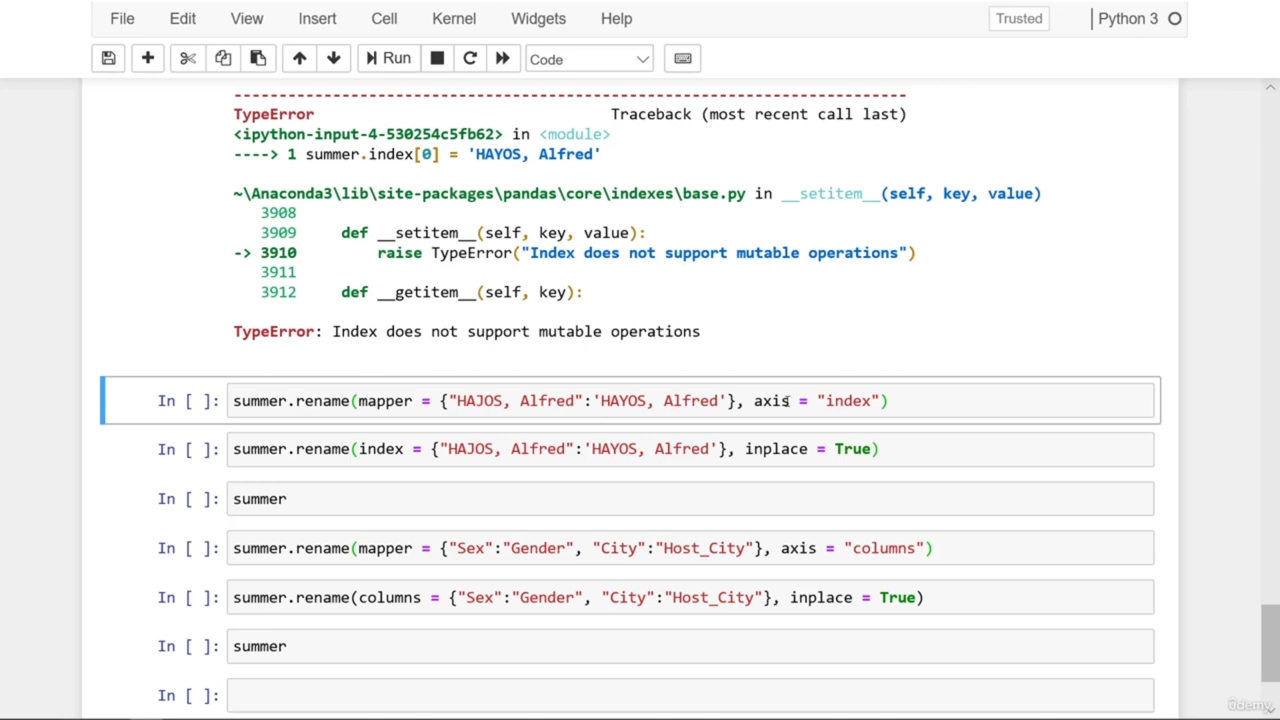 File Edit View Insert Cell Kernel Widgets Help Trusted Python 3
Run Code
---------------------------------------------------------------------------
TypeError Traceback (most recent call last)
<ipython-input-4-530254c5fb62> in <module>
----> 1 summer.index[0] = 'HAYOS, Alfred'
~\Anaconda3\lib\site-packages\pandas\core\indexes\base.py in __setitem__(self, key, value)
3908
3909 def __setitem__(self, key, value):
-> 3910 raise TypeError("Index does not support mutable operations")
3911
3912 def __getitem__(self, key):
TypeError: Index does not support mutable operations
In [ ]: summer.rename(mapper = {"HAJOS, Alfred":'HAYOS, Alfred'}, axis = "index")
In [ ]: summer.rename(index = {"HAJOS, Alfred":'HAYOS, Alfred'}, inplace = True)
In [ ]: summer
In [ ]: summer.rename(mapper = {"Sex":"Gender", "City":"Host_City"}, axis = "columns")
In [ ]: summer.rename(columns = {"Sex":"Gender", "City":"Host_City"}, inplace = True)
In [ ]: summer
In [ ]:
ûdemy